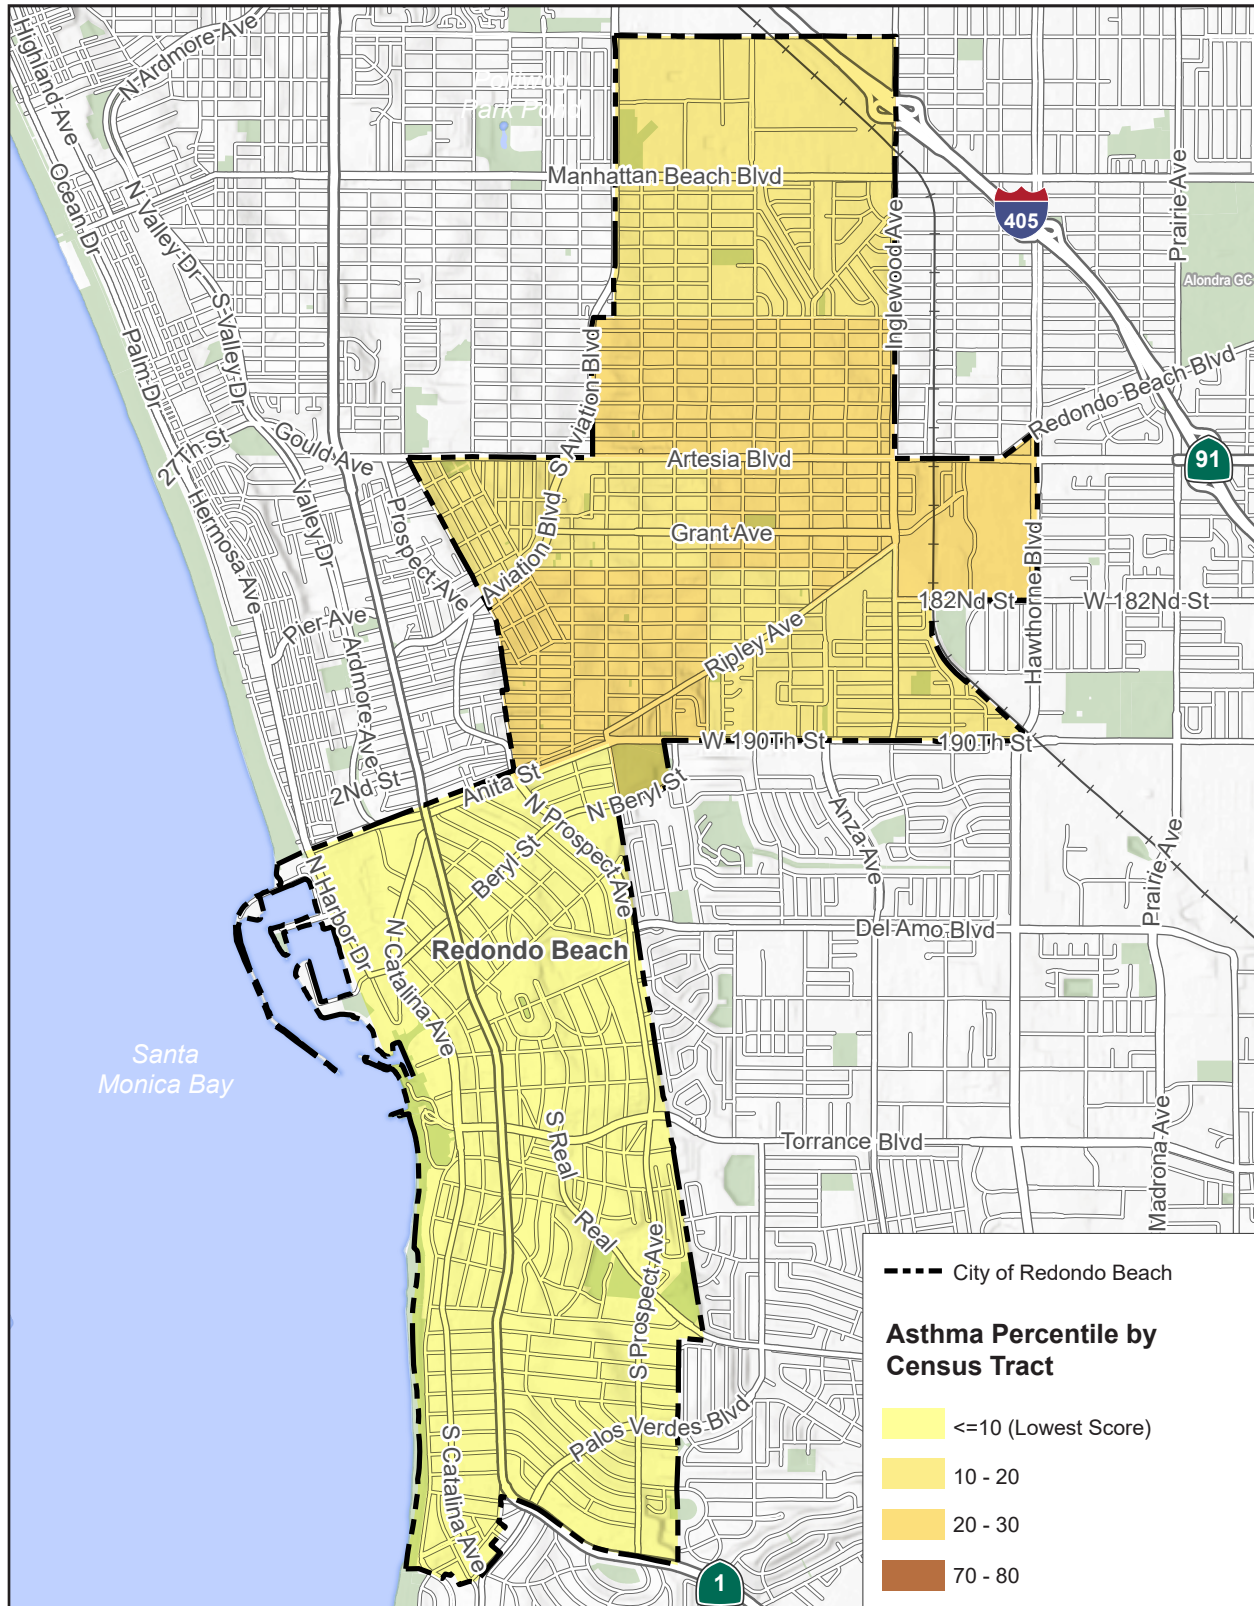 Highland Ave
N Ardmore Ave
Polliwog
Park Pond
Ocean Dr
N Valley Dr
Manhattan Beach Blvd
Prairie Ave
405
Inglewood Ave
Alondra GC
S Valley Dr
Palm Dr
S Aviation Blvd
Redondo Beach Blvd
27Th St
Gould Ave
Artesia Blvd
91
Hermosa Ave
Valley Dr
Prospect Ave
Aviation Blvd
Grant Ave
Hawthorne Blvd
182Nd St
W 182Nd St
Pier Ave
Ardmore Ave
Ripley Ave
W 190Th St
190Th St
2Nd St
Anita St
N Beryl St
N Prospect Ave
Anza Ave
Beryl St
N Harbor Dr
N Catalina Ave
Prairie Ave
Del Amo Blvd
Redondo Beach
Santa
Monica Bay
S Real
Torrance Blvd
Madrona Ave
Real
S Prospect Ave
Palos Verdes Blvd
S Catalina Ave
1
City of Redondo Beach
Asthma Percentile by
Census Tract
<=10 (Lowest Score)
10 - 20
20 - 30
70 - 80